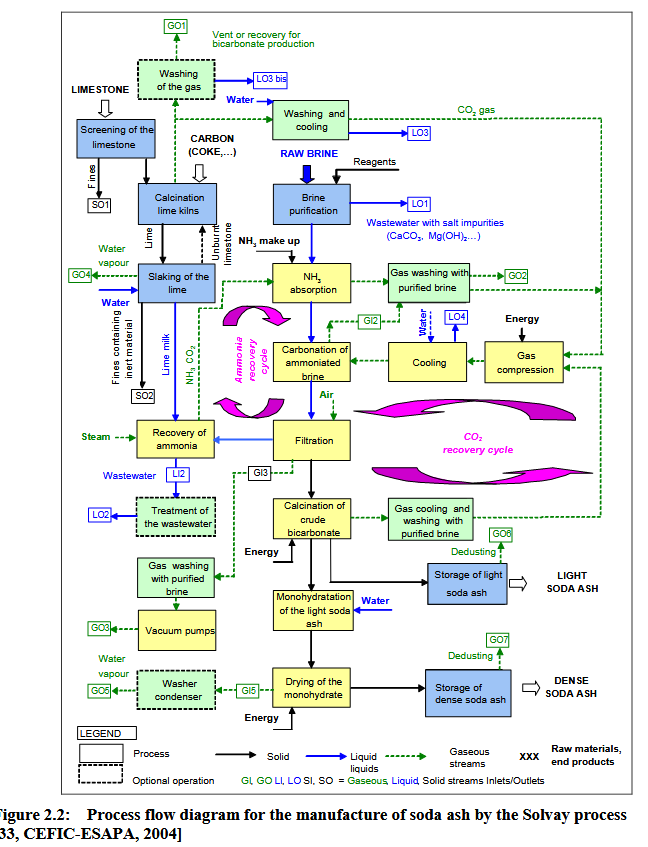 GO1
Vent or recovery for
bicarbonate production
Washing
of the gas
LO3 bis
LIMESTONE
Water
CO2 gas
Washing and
cooling
LO3
Screening of the
limestone
CARBON
(COKE,...)
RAW BRINE
Reagents
Fines
SO1
Calcination
lime kilns
Brine
purification
LO1
Wastewater with salt impurities
(CaCO3, Mg(OH)2...)
Lime
Unburnt
limestone
NH3 make up
Water
vapour
GO4
Slaking of the
lime
NH3
absorption
Gas washing with
purified brine
GO2
Water
Fines containing
inert material
Lime milk
NH3 CO2
GI2
Water
LO4
Energy
Ammonia
recovery
cycle
Carbonation of
ammoniated
brine
Cooling
Gas
compression
SO2
Air
Steam
Recovery of
ammonia
Filtration
CO2
recovery cycle
Wastewater
LI2
GI3
LO2
Treatment of
the wastewater
Calcination of
crude
bicarbonate
Gas cooling and
washing with
purified brine
GO6
Dedusting
Energy
Gas washing
with purified
brine
Storage of light
soda ash
LIGHT
SODA ASH
Monohydratation
of the light soda
ash
Water
GO3
Vacuum pumps
GO7
Dedusting
Water
vapour
GO5
Washer
condenser
GI5
Drying of the
monohydrate
Storage of
dense soda ash
DENSE
SODA ASH
Energy
LEGEND
Process
Solid
Liquid
liquids
Gaseous
streams
XXX
Raw materials,
end products
Optional operation
GI, GO LI, LO SI, SO = Gaseous, Liquid, Solid streams Inlets/Outlets
Figure 2.2: Process flow diagram for the manufacture of soda ash by the Solvay process
33, CEFIC-ESAPA, 2004]